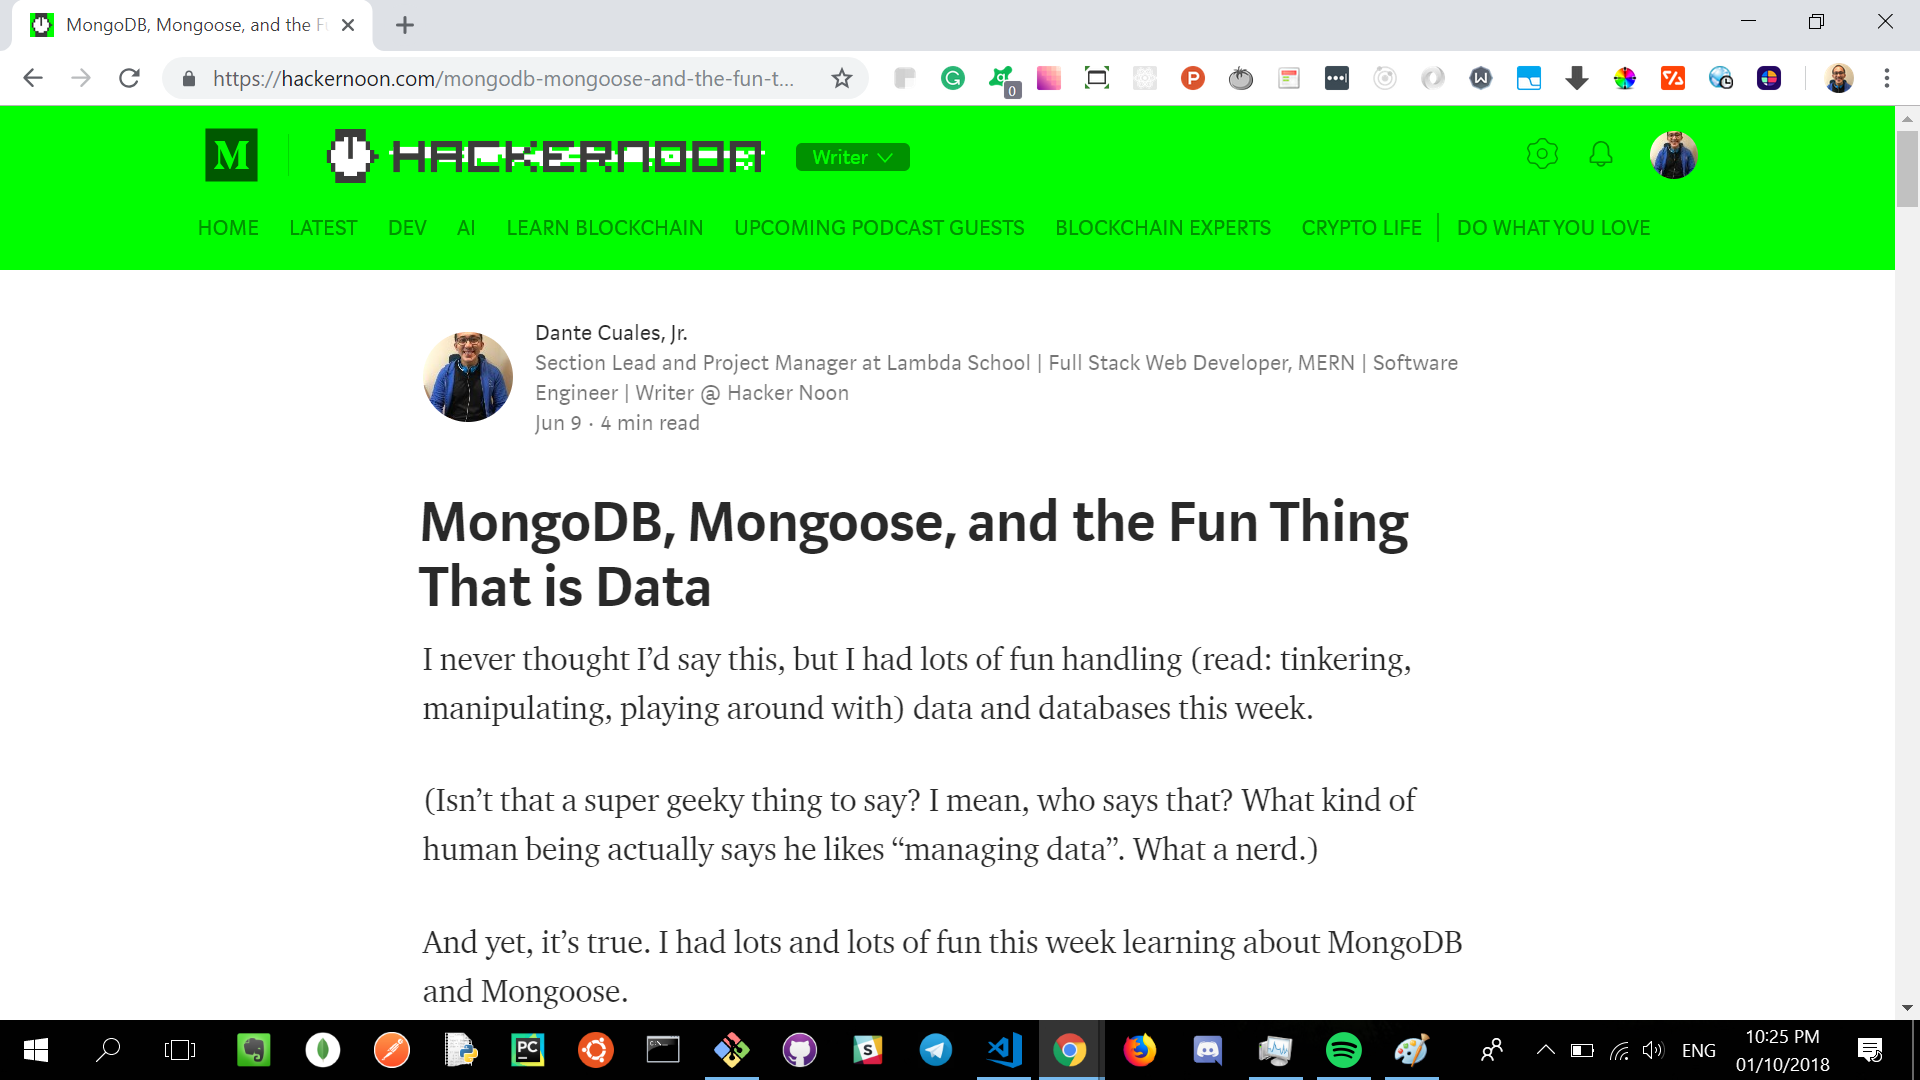 MongoDB, Mongoose, and the F
https://hackernoon.com/mongodb-mongoose-and-the-fun-t...
0
M
HACKERNOON
Writer
HOME LATEST DEV AI LEARN BLOCKCHAIN UPCOMING PODCAST GUESTS BLOCKCHAIN EXPERTS CRYPTO LIFE DO WHAT YOU LOVE
Dante Cuales, Jr.
Section Lead and Project Manager at Lambda School | Full Stack Web Developer, MERN | Software
Engineer | Writer @ Hacker Noon
Jun 9 · 4 min read
MongoDB, Mongoose, and the Fun Thing
That is Data
I never thought I’d say this, but I had lots of fun handling (read: tinkering,
manipulating, playing around with) data and databases this week.
(Isn’t that a super geeky thing to say? I mean, who says that? What kind of
human being actually says he likes “managing data”. What a nerd.)
And yet, it’s true. I had lots and lots of fun this week learning about MongoDB
and Mongoose.
ENG
10:25 PM
01/10/2018